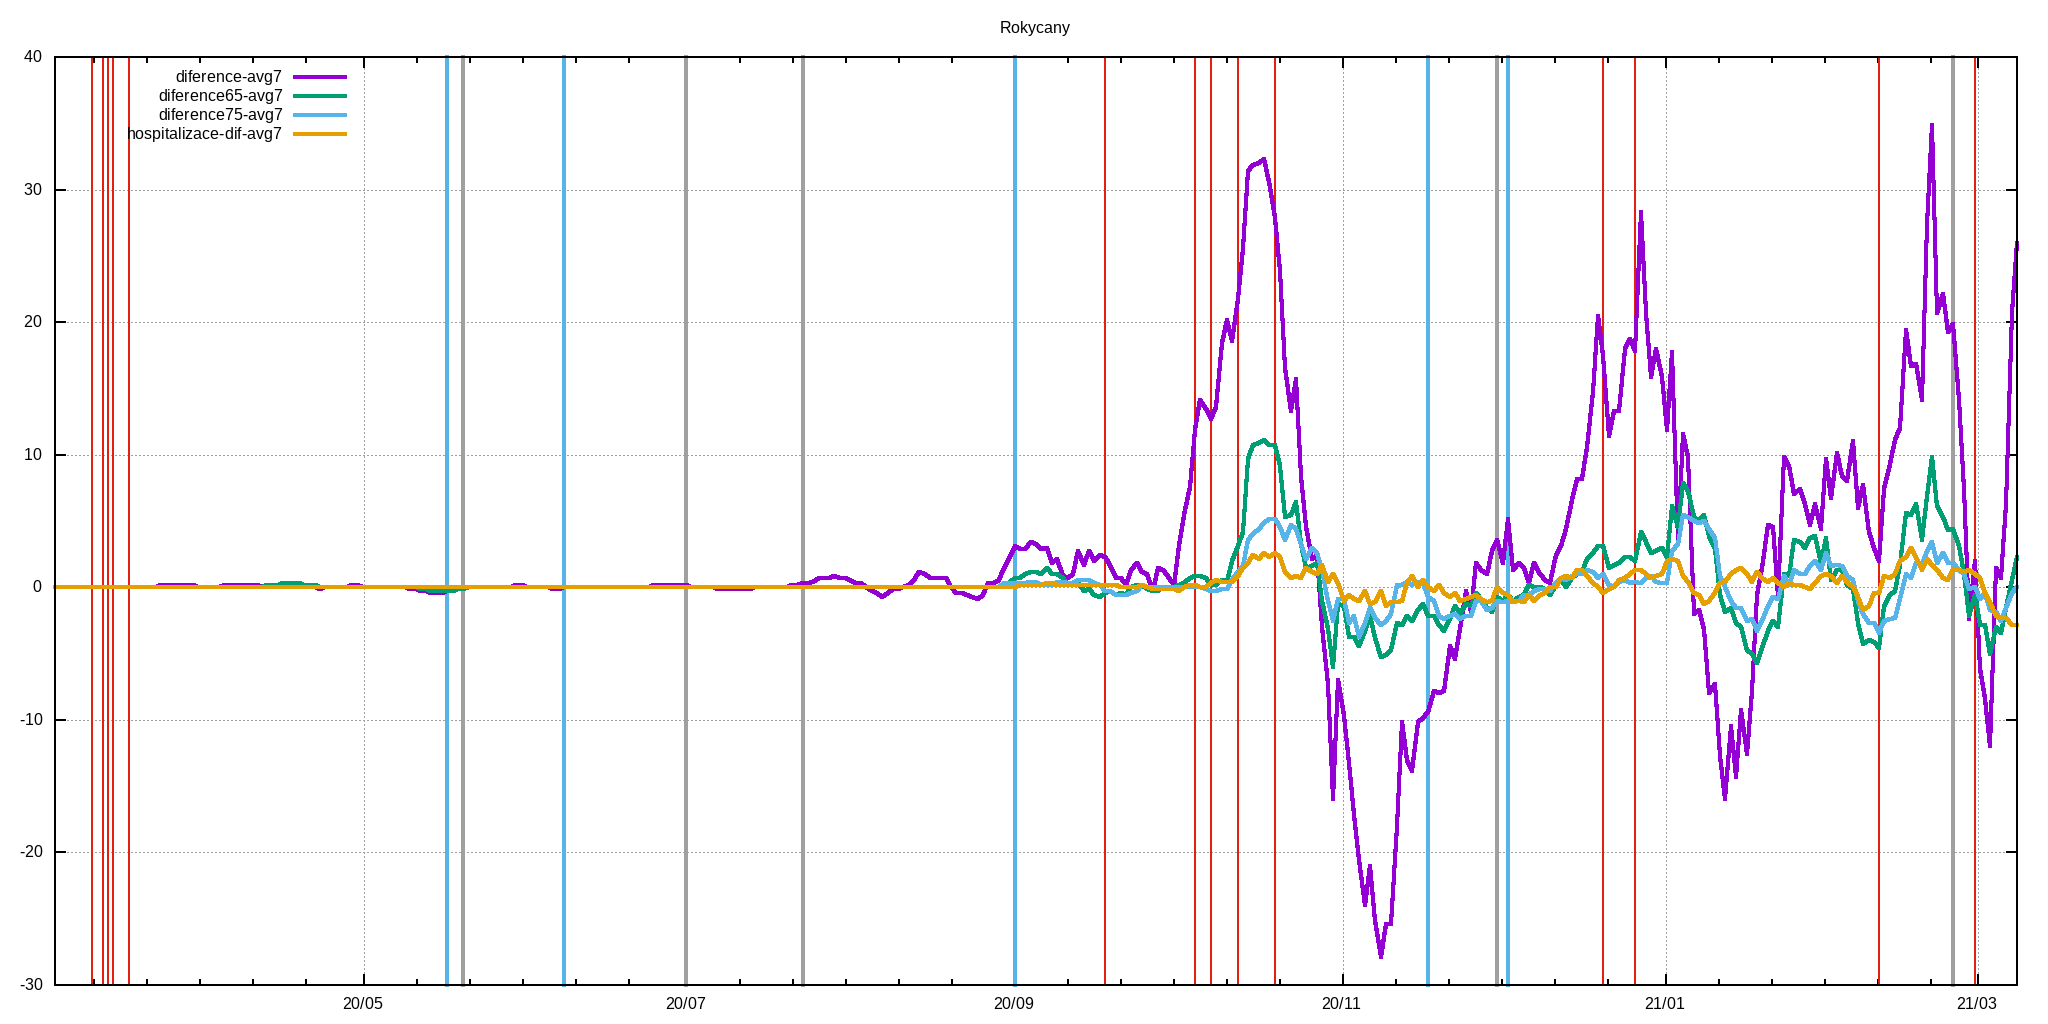 Rokycany
40
30
20
10
0
-10
-20
-30
diference-avg7
diference65-avg7
diference75-avg7
hospitalizace-dif-avg7
20/05
20/07
20/09
20/11
21/01
21/03